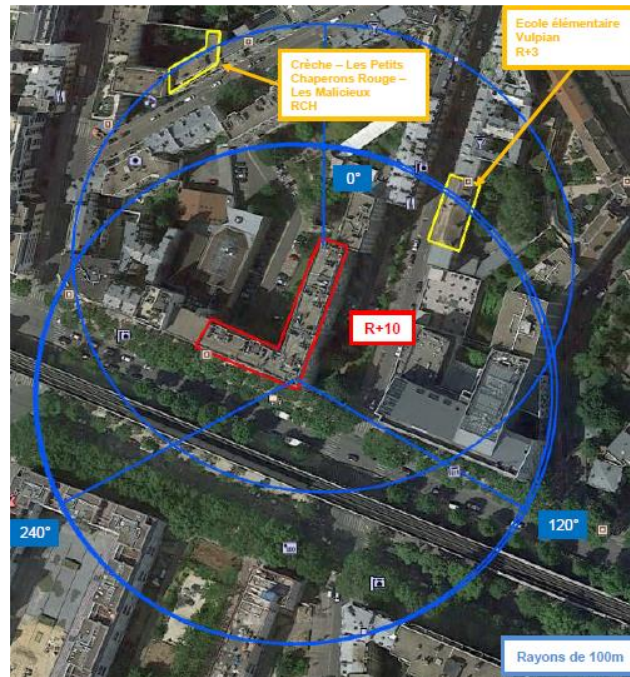 Ecole élémentaire
Vulpian
R+3
Crèche – Les Petits
Chaperons Rouge –
Les Malicieux
RCH
0°
R+10
240°
120°
Rayons de 100m